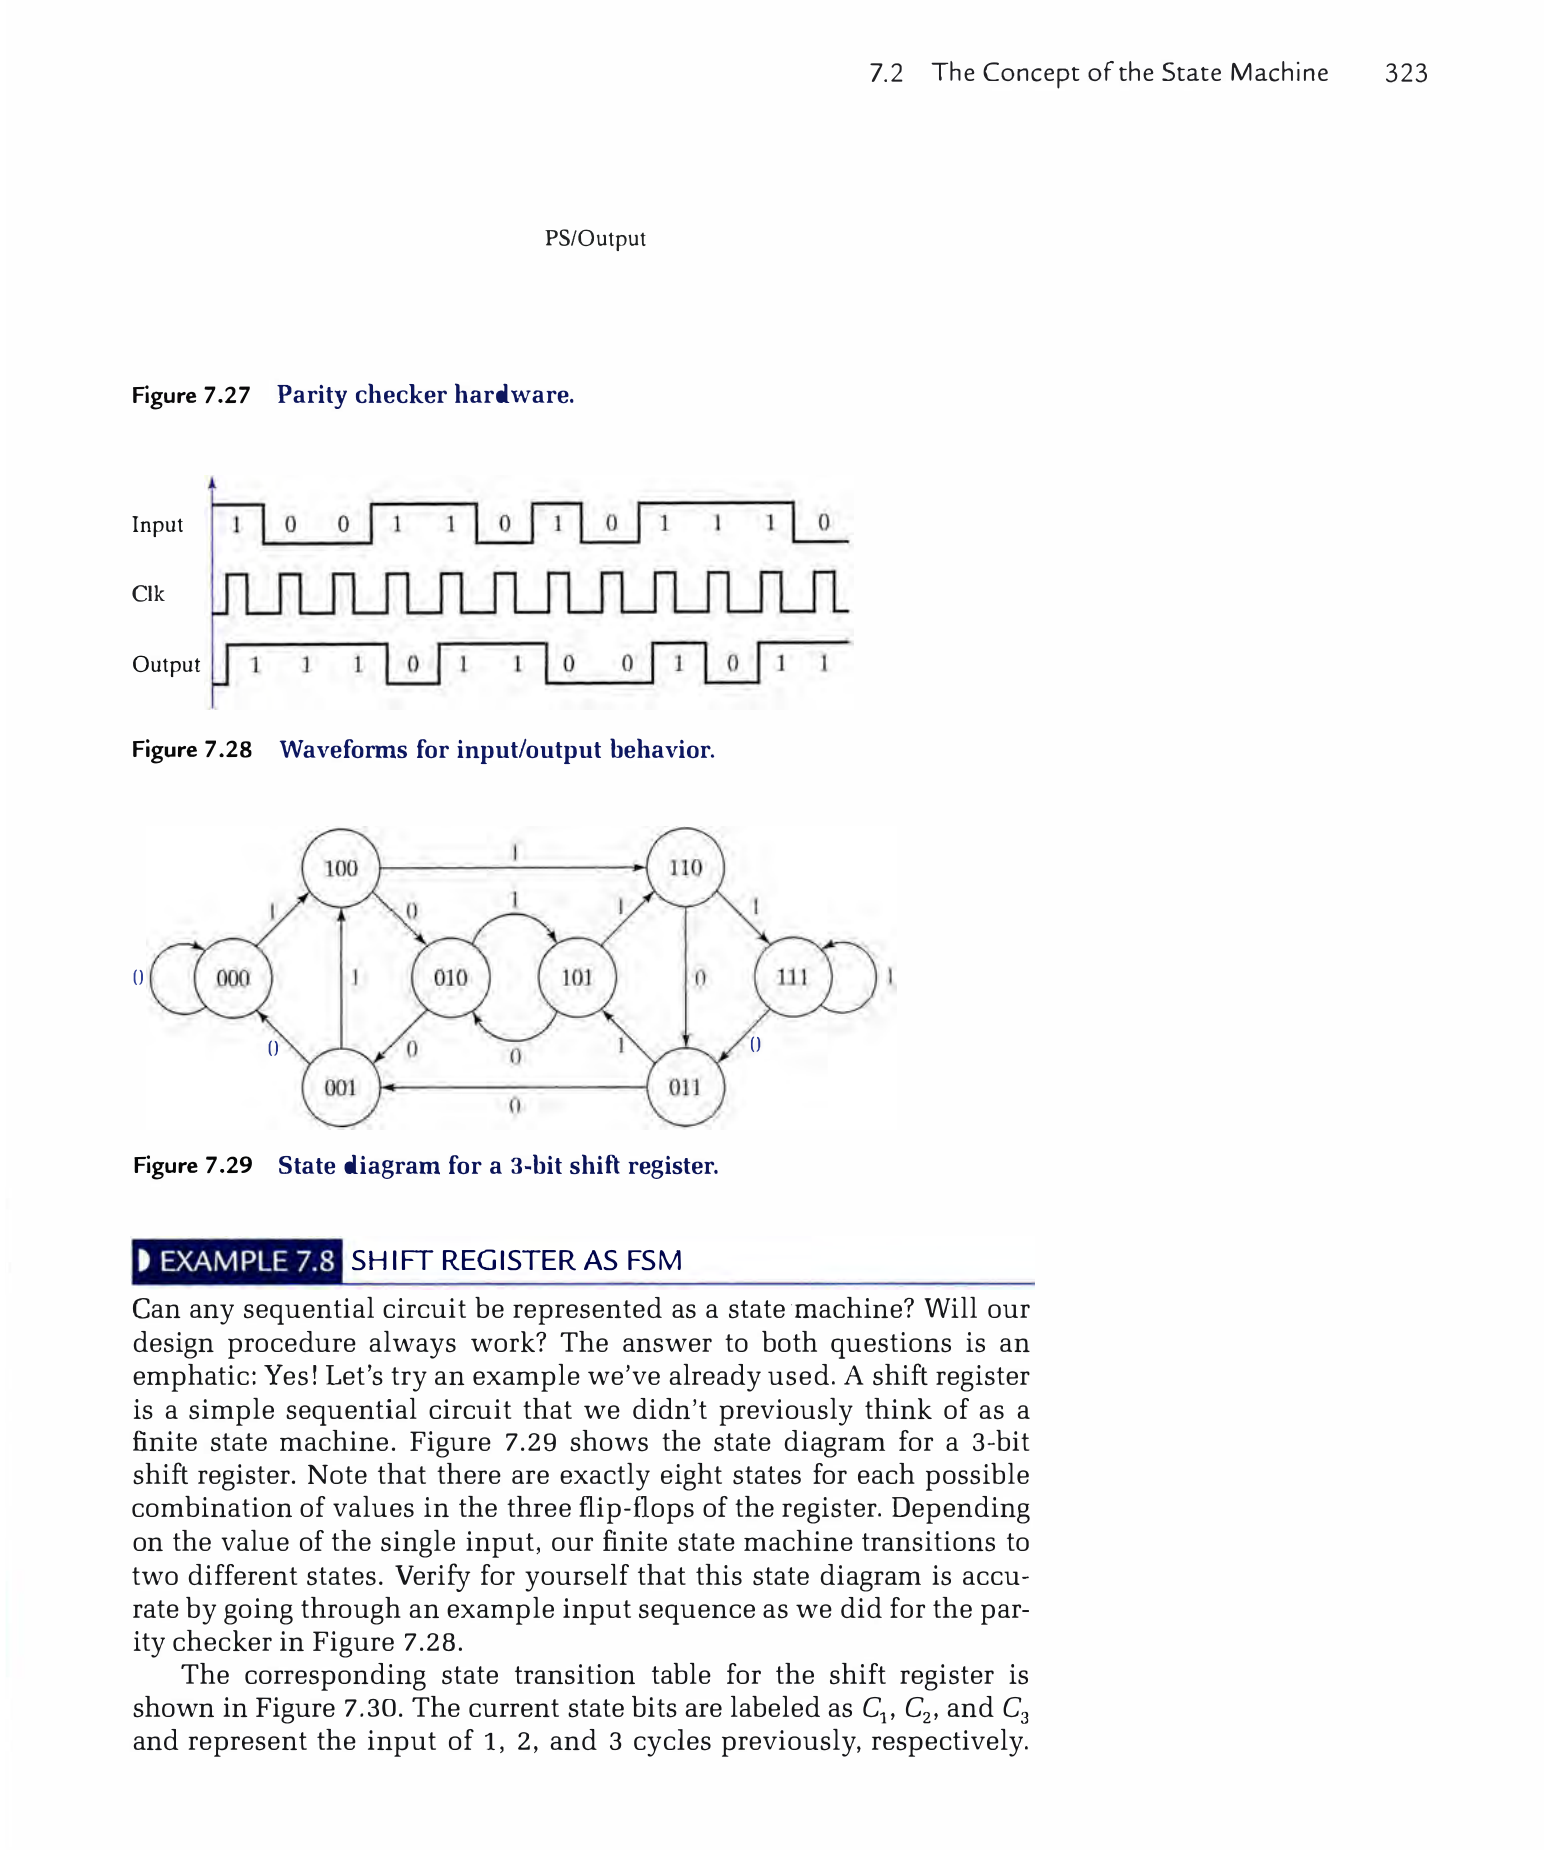 7.2 The Concept of the State Machine 323
PS/Output
Figure 7.27 Parity checker hardware.
Input 1 0 0 1 1 0 1 0 1 1 1 0
Clk
Output 1 1 1 0 1 1 0 0 1 0 1 1
Figure 7.28 Waveforms for input/output behavior.
100 1 110
1 0 1 1 1
0 000 1 010 101 0 111 1
0 0 0 1 0
001 0 011
Figure 7.29 State diagram for a 3-bit shift register.
EXAMPLE 7.8 SHIFT REGISTER AS FSM
Can any sequential circuit be represented as a state machine? Will our
design procedure always work? The answer to both questions is an
emphatic: Yes! Let's try an example we've already used. A shift register
is a simple sequential circuit that we didn't previously think of as a
finite state machine. Figure 7.29 shows the state diagram for a 3-bit
shift register. Note that there are exactly eight states for each possible
combination of values in the three flip-flops of the register. Depending
on the value of the single input, our finite state machine transitions to
two different states. Verify for yourself that this state diagram is accu-
rate by going through an example input sequence as we did for the par-
ity checker in Figure 7.28.
The corresponding state transition table for the shift register is
shown in Figure 7.30. The current state bits are labeled as C₁, C₂, and C₃
and represent the input of 1, 2, and 3 cycles previously, respectively.